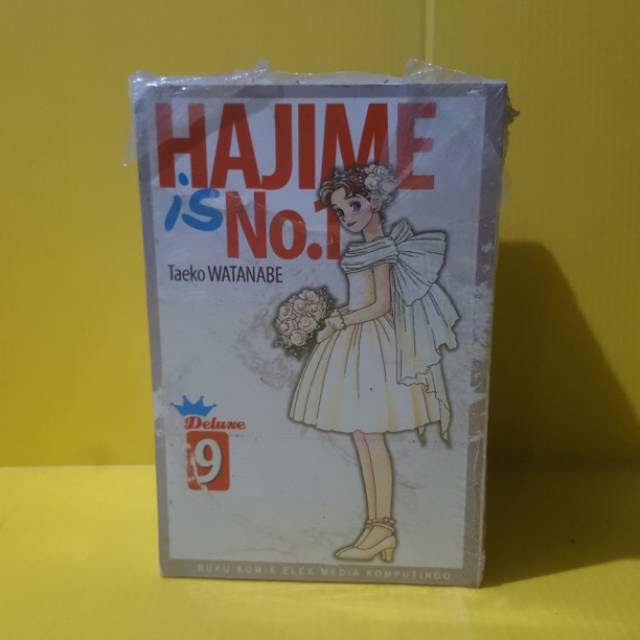 HAJIME
is No.1
Taeko WATANABE
Deluxe
9
BUKU KOMIK ELEX MEDIA KOMPUTINDO